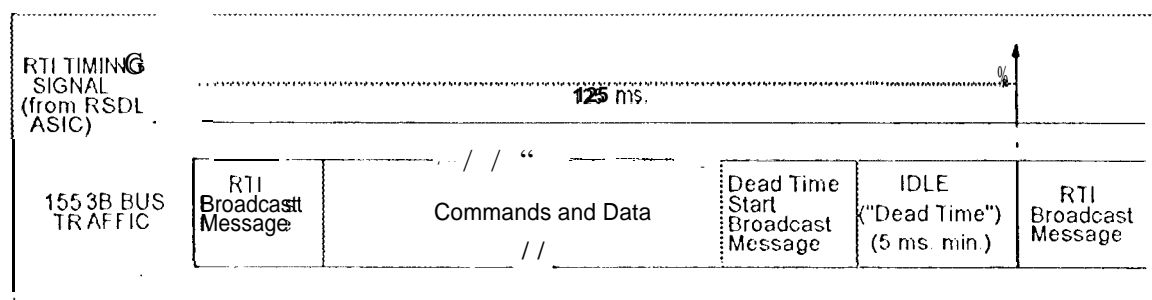 RTI TIMING
SIGNAL
(from RSDL
ASIC)
125 ms.
%
/ / “
1553B BUS
TRAFFIC
RTI
Broadcast
Message
Commands and Data
/ /
Dead Time
Start
Broadcast
Message
IDLE
("Dead Time")
(5 ms. min.)
RTI
Broadcast
Message